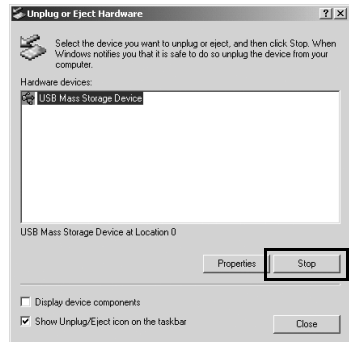 Unplug or Eject Hardware
Select the device you want to unplug or eject, and then click Stop. When
Windows notifies you that it is safe to do so unplug the device from your
computer.
Hardware devices:
USB Mass Storage Device
USB Mass Storage Device at Location 0
Properties
Stop
Display device components
Show Unplug/Eject icon on the taskbar
Close